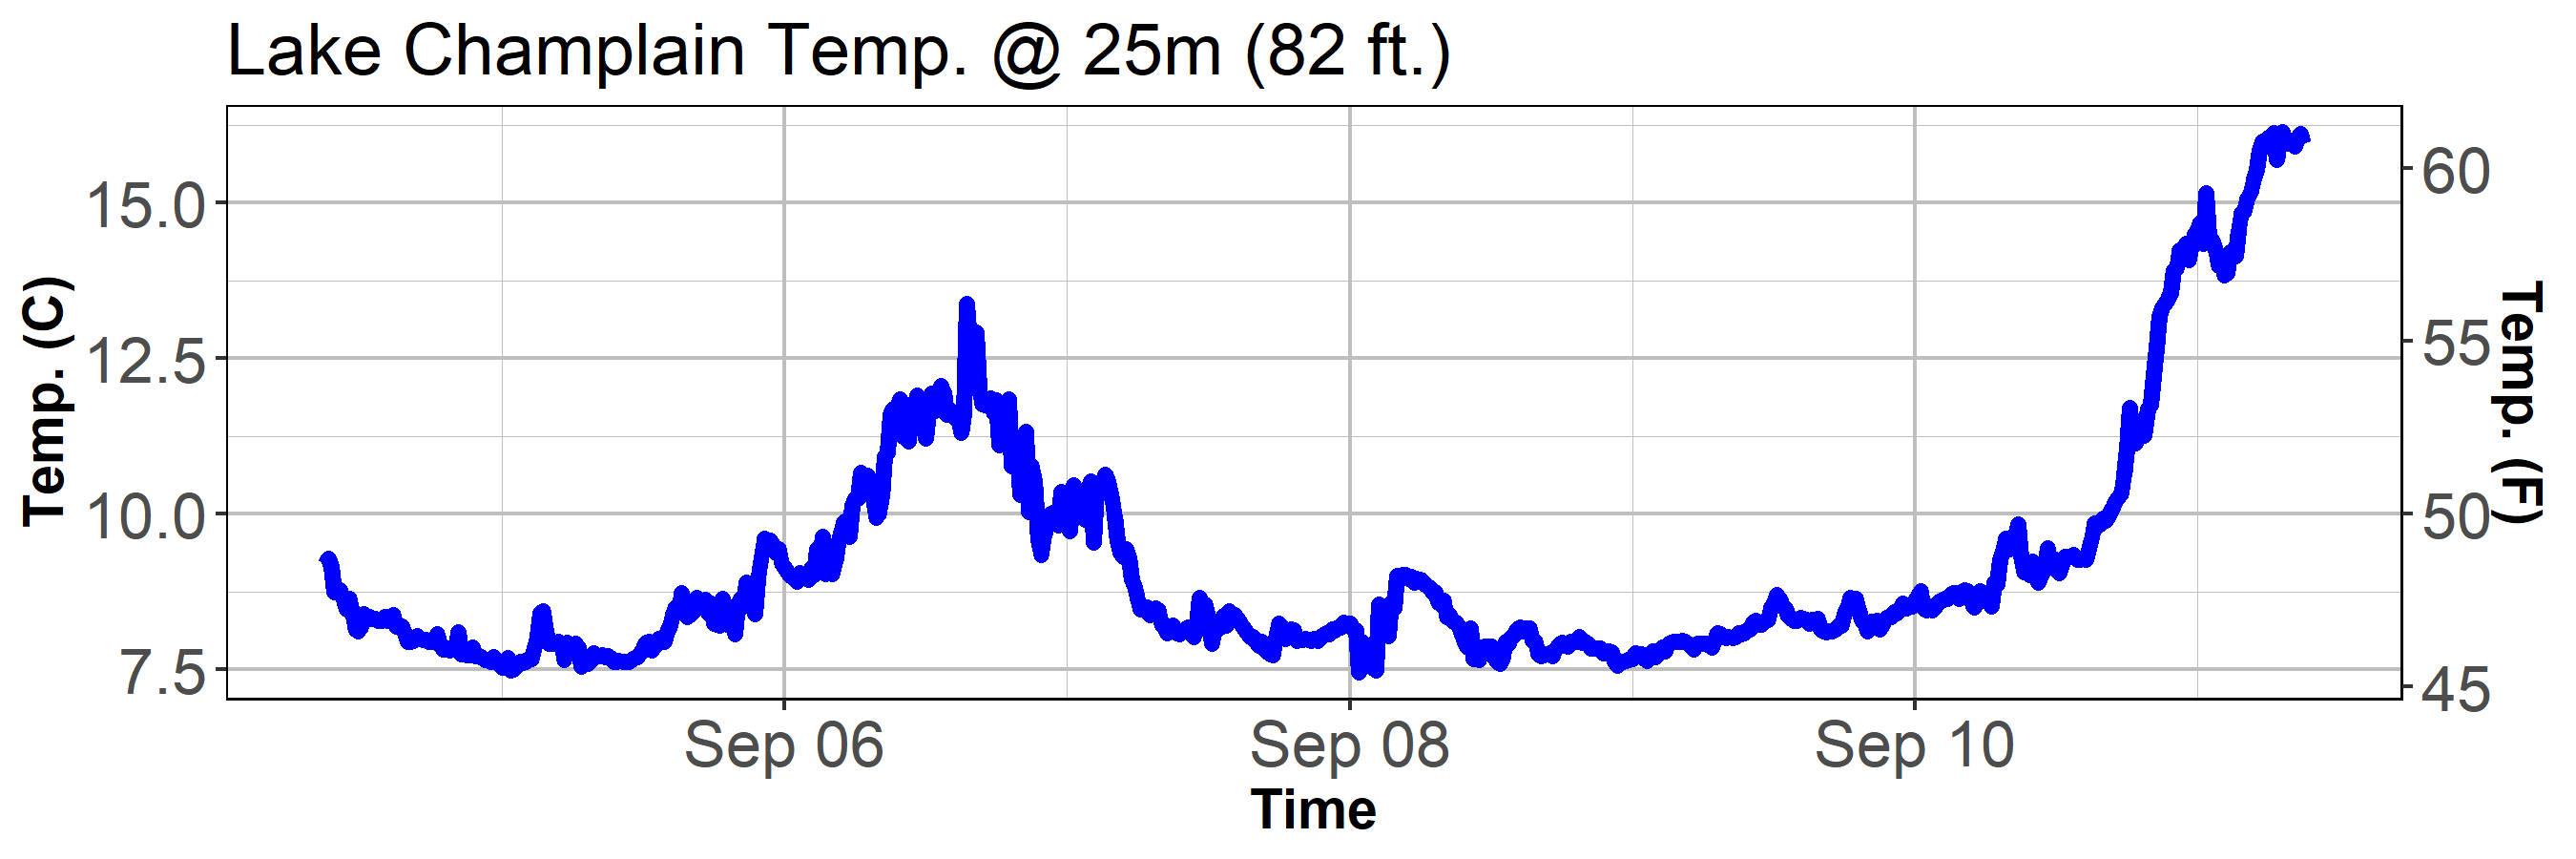 Lake Champlain Temp. @ 25m (82 ft.)
Temp. (C)
15.0
12.5
10.0
7.5
60
55
50
45
Temp. (F)
Sep 06 Sep 08 Sep 10
Time